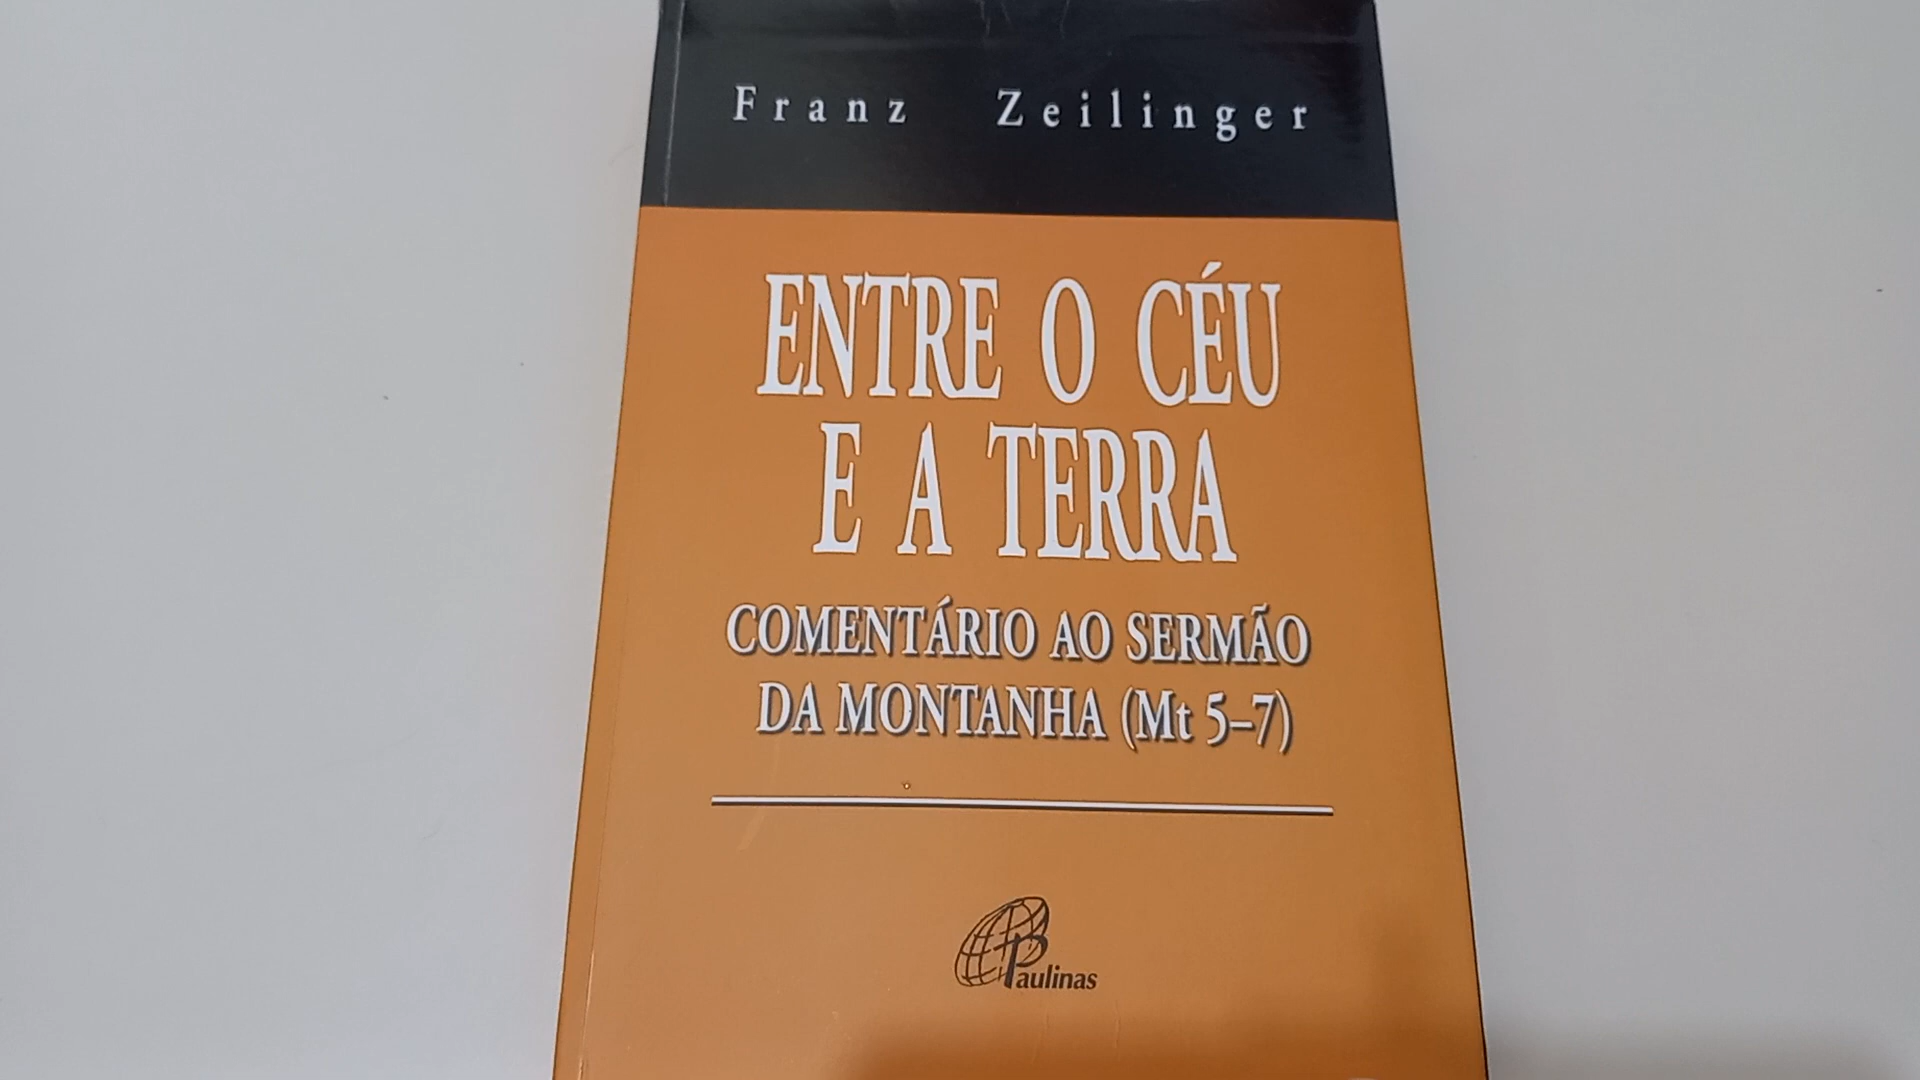 Franz Zeilinger
ENTRE O CÉU
E A TERRA
COMENTÁRIO AO SERMÃO
DA MONTANHA (Mt 5–7)
Paulinas